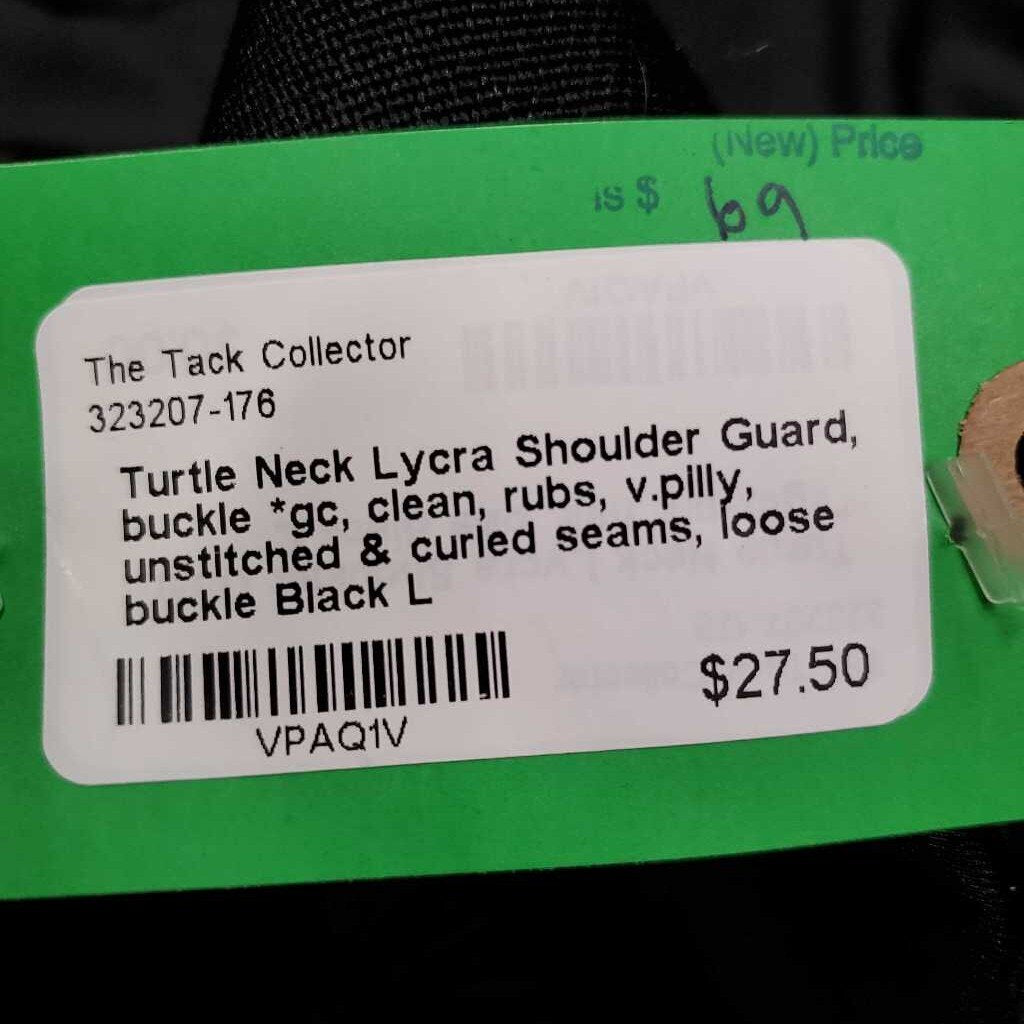 (New) Price
is $ 69
The Tack Collector
323207-176
Turtle Neck Lycra Shoulder Guard,
buckle *gc, clean, rubs, v.pilly,
unstitched & curled seams, loose
buckle Black L
$27.50
VPAQ1V